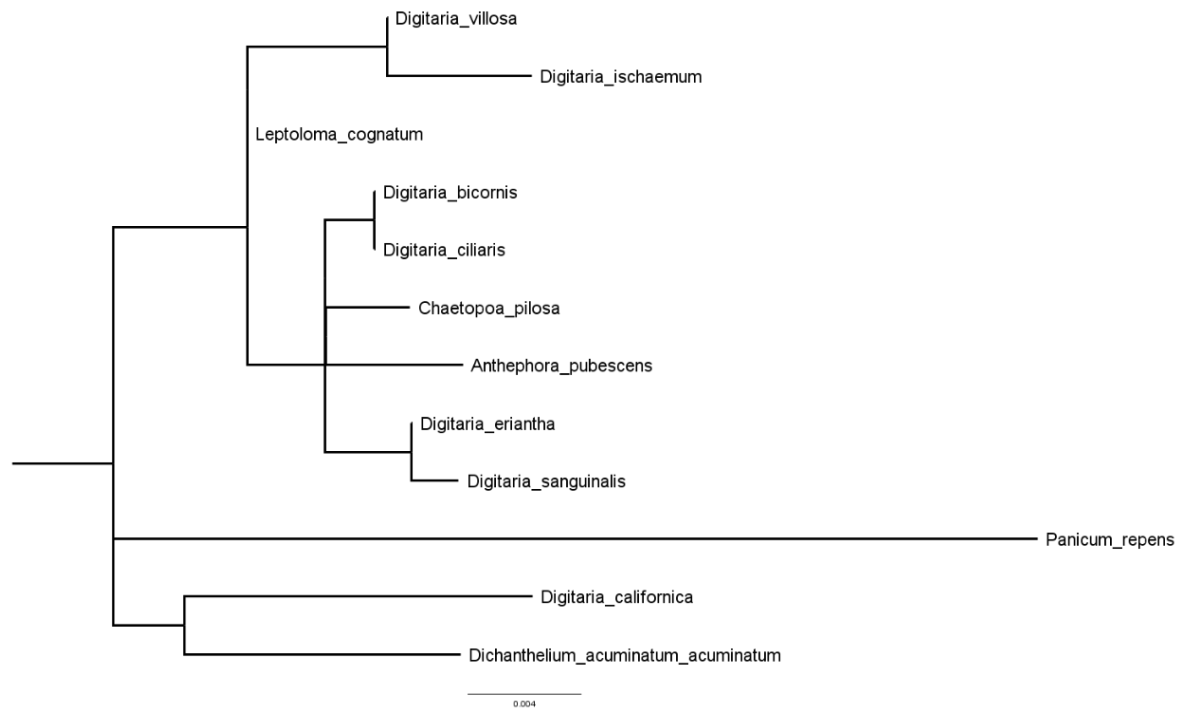 Digitaria_villosa
Digitaria_ischaemum
Leptoloma_cognatum
Digitaria_bicornis
Digitaria_ciliaris
Chaetopoa_pilosa
Anthephora_pubescens
Digitaria_eriantha
Digitaria_sanguinalis
Panicum_repens
Digitaria_californica
Dichanthelium_acuminatum_acuminatum
0.004